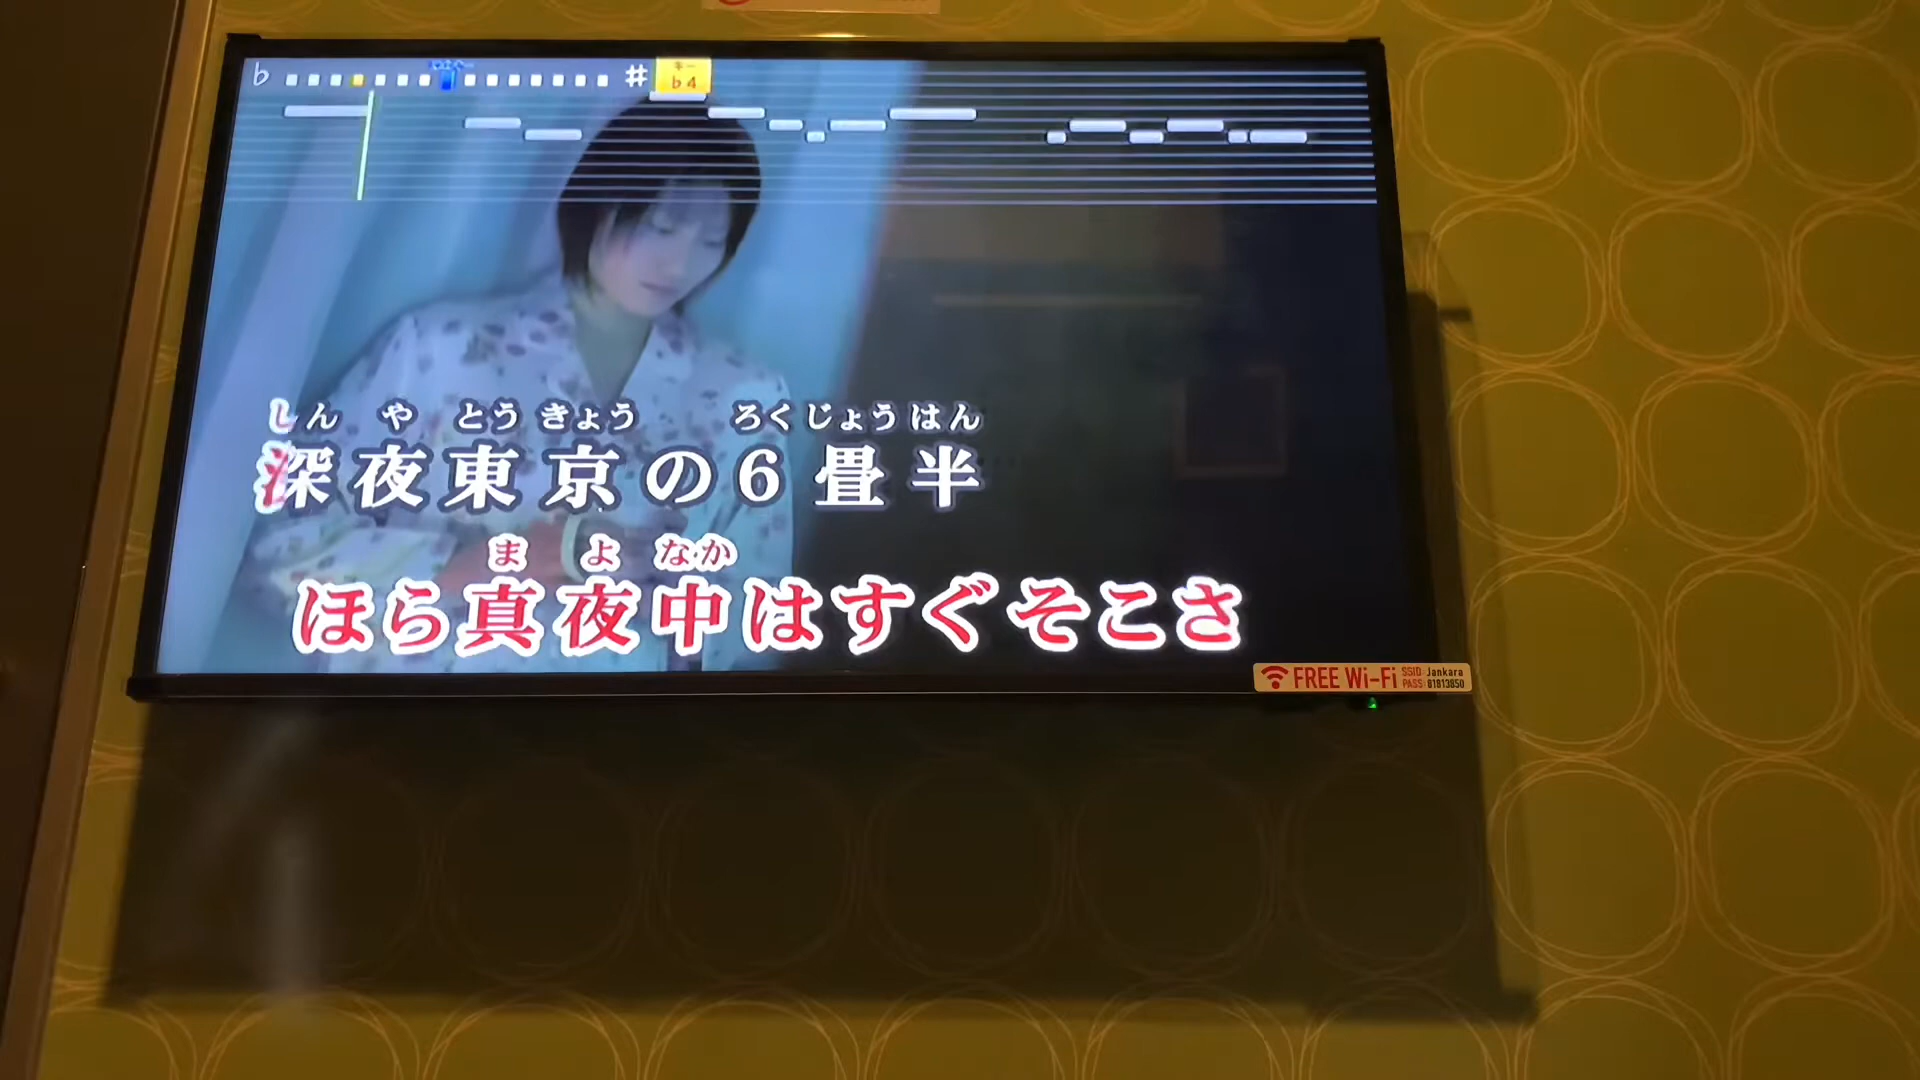 ♭ ♯ キー
♭4
しん や とう きょう ろく じょう はん
深夜東京の6畳半
ま よ なか
ほら真夜中はすぐそこさ
FREE Wi-Fi SSID: Jankara
PASS: 81813850